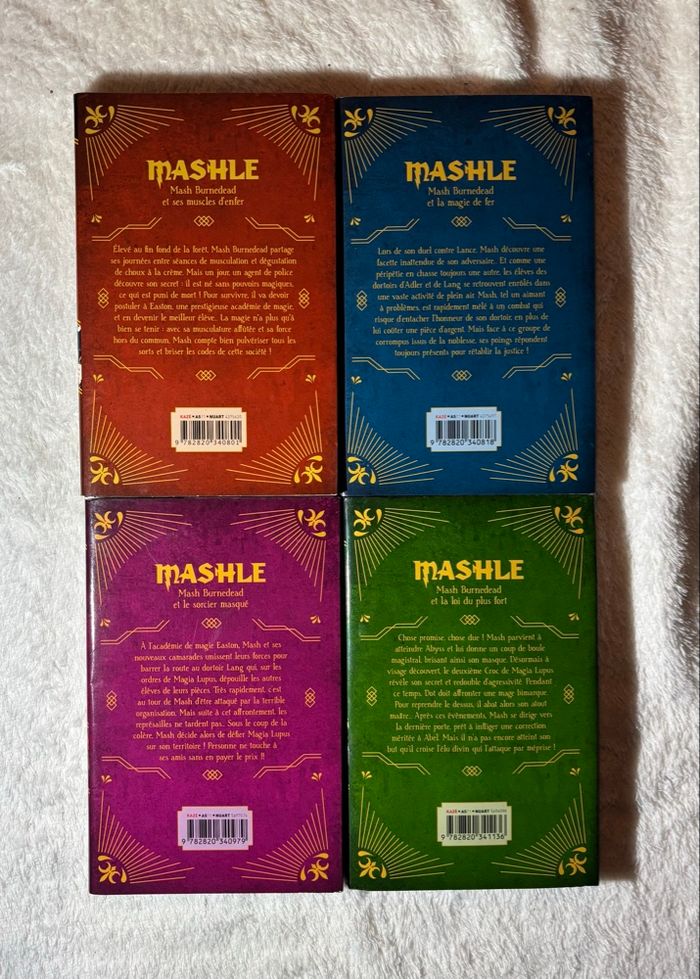 MASHLE
Mash Burnedead
et ses muscles d'enfer
Élevé au fin fond de la forêt, Mash Burnedead partage
ses journées entre séances de musculation et dégustation
de choux à la crème. Mais un jour, un agent de police
découvre son secret : il est né sans pouvoirs magiques,
ce qui est puni de mort ! Pour survivre, il va devoir
postuler à Easton, une prestigieuse académie de magie,
et en devenir le meilleur élève. La magie n'a plus qu'à
bien se tenir : avec sa musculature affûtée et sa force
hors du commun, Mash compte bien pulvériser tous les
sorts et briser les codes de cette société !
KAZÉ • AS • NUART
9 782820 340801
MASHLE
Mash Burnedead
et la magie de fer
Lors de son duel contre Lance, Mash découvre une
facette inattendue de son adversaire. Et comme une
péripétie en chasse toujours une autre, les élèves des
dortoirs d'Adler et de Lang se retrouvent enrôlés dans
une vaste activité de plein air. Mash, tel un aimant
à problèmes, est rapidement mêlé à un combat qui
risque d'entacher l'honneur de son dortoir, en plus de
lui coûter une pièce d'argent. Mais face à ce groupe de
corrompus issus de la noblesse, ses poings répondent
toujours présents pour rétablir la justice !
KAZÉ • AS • NUART
9 782820 340818
MASHLE
Mash Burnedead
et le sorcier masqué
À l'académie de magie Easton, Mash et ses
nouveaux camarades unissent leurs forces pour
barrer la route au dortoir Lang qui, sur les
ordres de Magia Lupus, dépouille les autres
élèves de leurs pièces. Très rapidement, c'est
au tour de Mash d'être attaqué par la terrible
organisation. Mais suite à cet affrontement, les
représailles ne tardent pas... Sous le coup de la
colère, Mash décide alors de défier Magia Lupus
sur son territoire ! Personne ne touche à
ses amis sans en payer le prix !!
KAZÉ • AS • NUART
9 782820 340979
MASHLE
Mash Burnedead
et la loi du plus fort
Chose promise, chose due ! Mash parvient à
atteindre Abyss et lui donne un coup de boule
magistral, brisant ainsi son masque. Désormais à
visage découvert, le deuxième Croc de Magia Lupus
révèle son secret et redouble d'agressivité. Pendant
ce temps, Dot doit affronter une mage bimarque.
Pour reprendre le dessus, il abat alors son atout
maître. Après ces événements, Mash se dirige vers
la dernière porte, prêt à infliger une correction
méritée à Abel. Mais il n'a pas encore atteint son
but qu'il croise l'élu divin qui l'attaque par méprise !
KAZÉ • AS • NUART
9 782820 341136